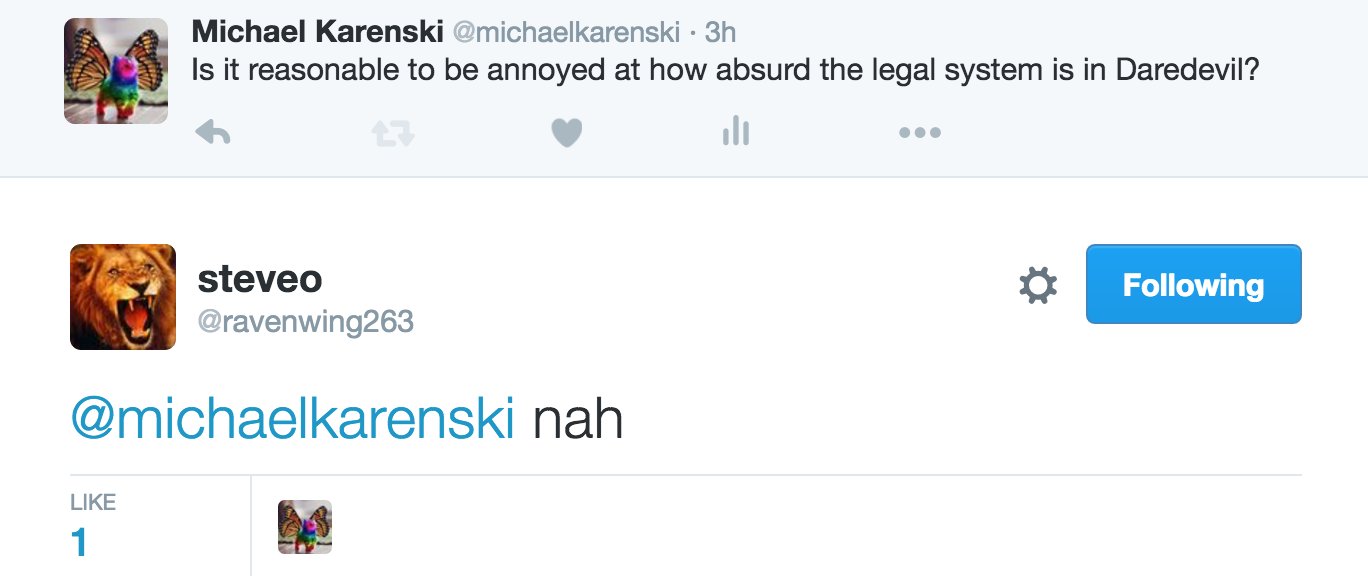 Michael Karenski @michaelkarenski · 3h
Is it reasonable to be annoyed at how absurd the legal system is in Daredevil?
steveo
@ravenwing263
Following
@michaelkarenski nah
LIKE
1